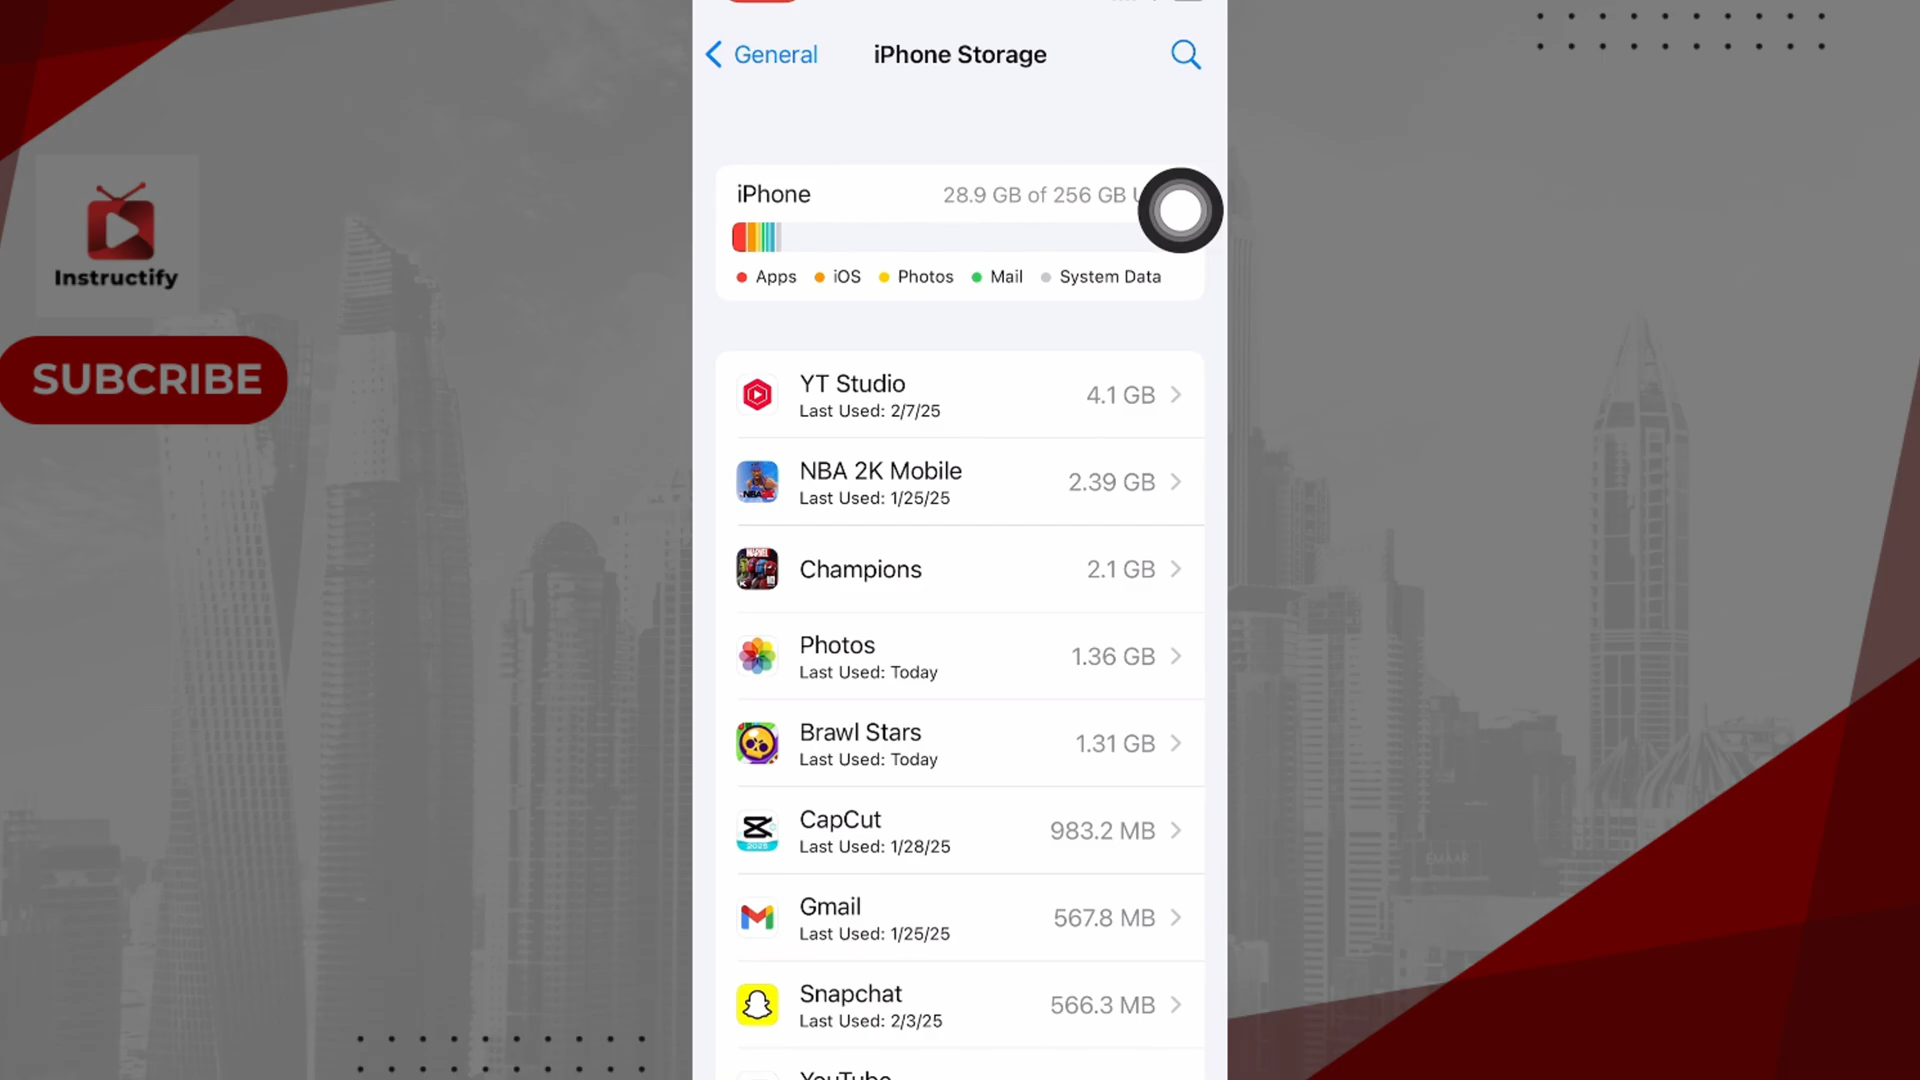 General
iPhone Storage
Instructify
SUBCRIBE
iPhone
28.9 GB of 256 GB
Apps
iOS
Photos
Mail
System Data
YT Studio
Last Used: 2/7/25
4.1 GB
NBA 2K Mobile
Last Used: 1/25/25
2.39 GB
Champions
2.1 GB
Photos
Last Used: Today
1.36 GB
Brawl Stars
Last Used: Today
1.31 GB
CapCut
Last Used: 1/28/25
983.2 MB
Gmail
Last Used: 1/25/25
567.8 MB
Snapchat
Last Used: 2/3/25
566.3 MB
YouTube
MARVEL
2025
EMAAR